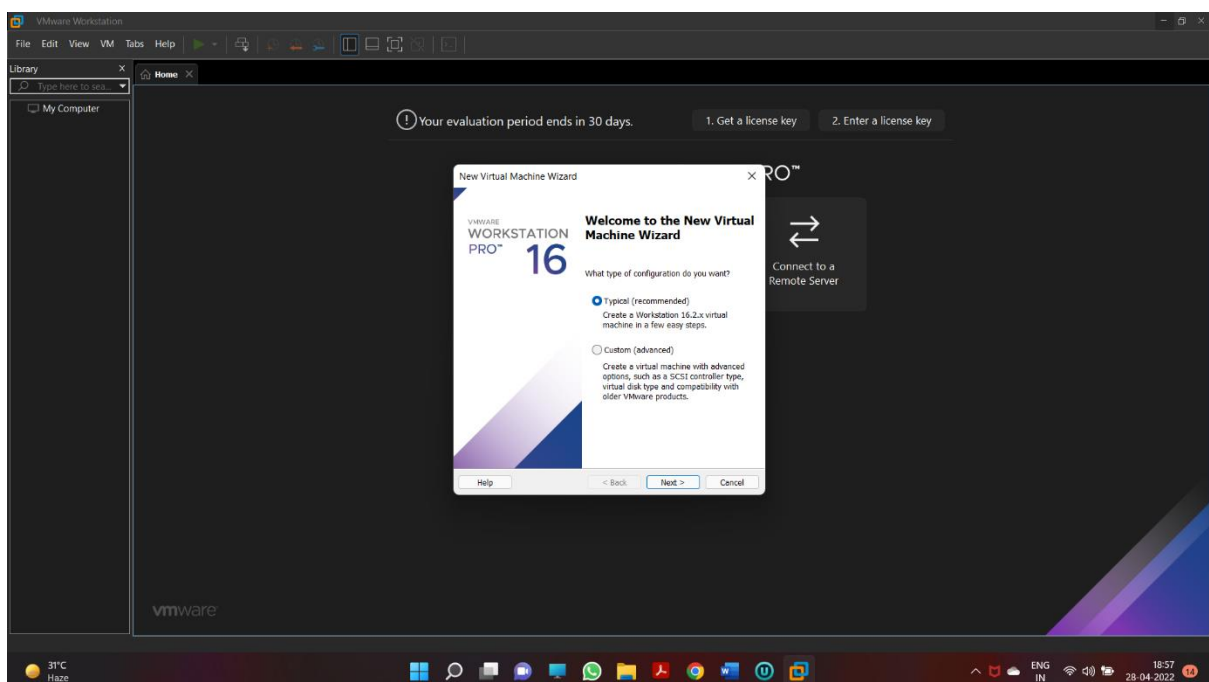 VMware Workstation
File Edit View VM Tabs Help
Library X
Home
Type here to sea...
My Computer
Your evaluation period ends in 30 days.
1. Get a license key
2. Enter a license key
RO™
New Virtual Machine Wizard
VMWARE
WORKSTATION
PRO™ 16
Welcome to the New Virtual
Machine Wizard
What type of configuration do you want?
Typical (recommended)
Create a Workstation 16.2.x virtual
machine in a few easy steps.
Custom (advanced)
Create a virtual machine with advanced
options, such as a SCSI controller type,
virtual disk type and compatibility with
older VMware products.
Help
< Back
Next >
Cancel
Connect to a
Remote Server
vmware
31°C
Haze
ENG
IN
18:57
28-04-2022
14